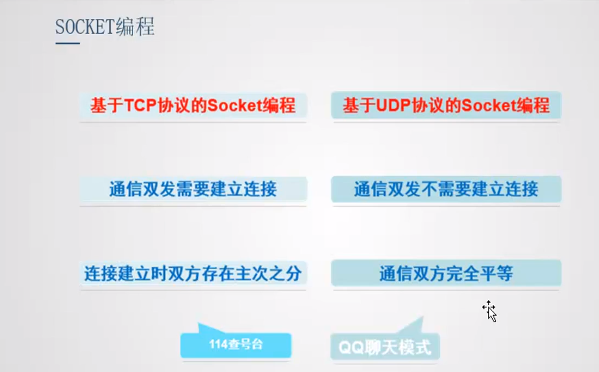 SOCKET编程
基于TCP协议的Socket编程
基于UDP协议的Socket编程
通信双发需要建立连接
通信双发不需要建立连接
连接建立时双方存在主次之分
通信双方完全平等
114查号台
QQ聊天模式